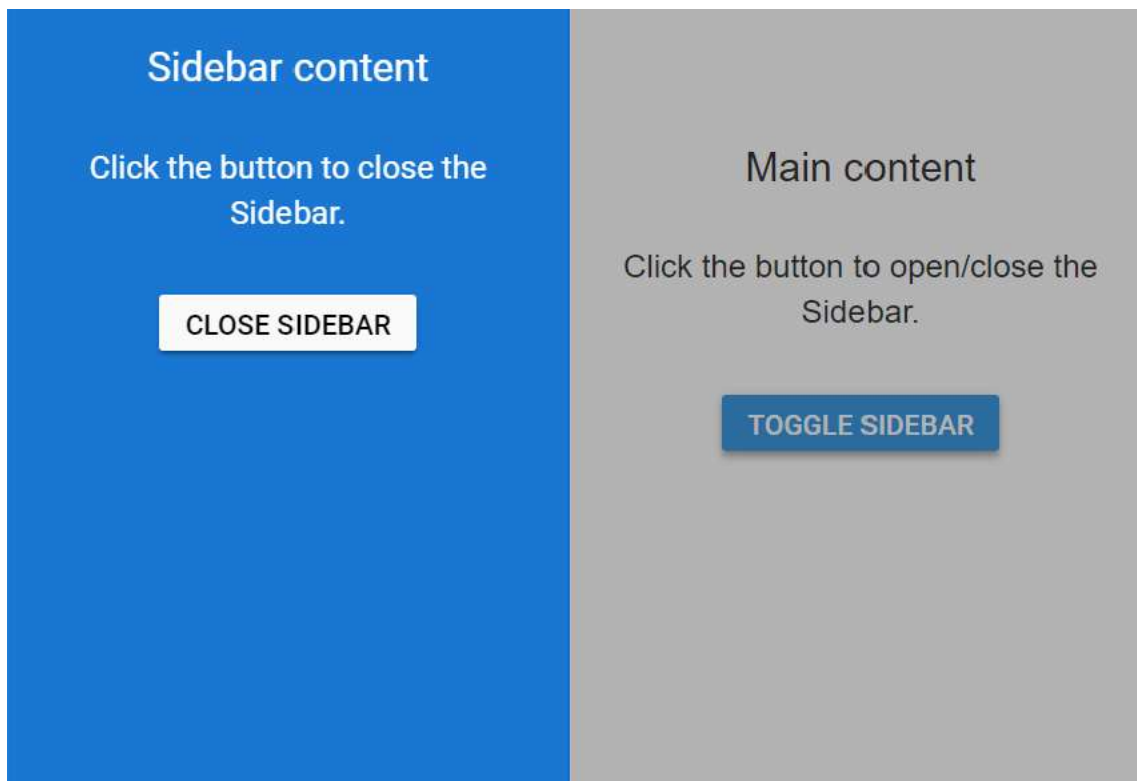 Sidebar content
Click the button to close the
Sidebar.
CLOSE SIDEBAR
Main content
Click the button to open/close the
Sidebar.
TOGGLE SIDEBAR